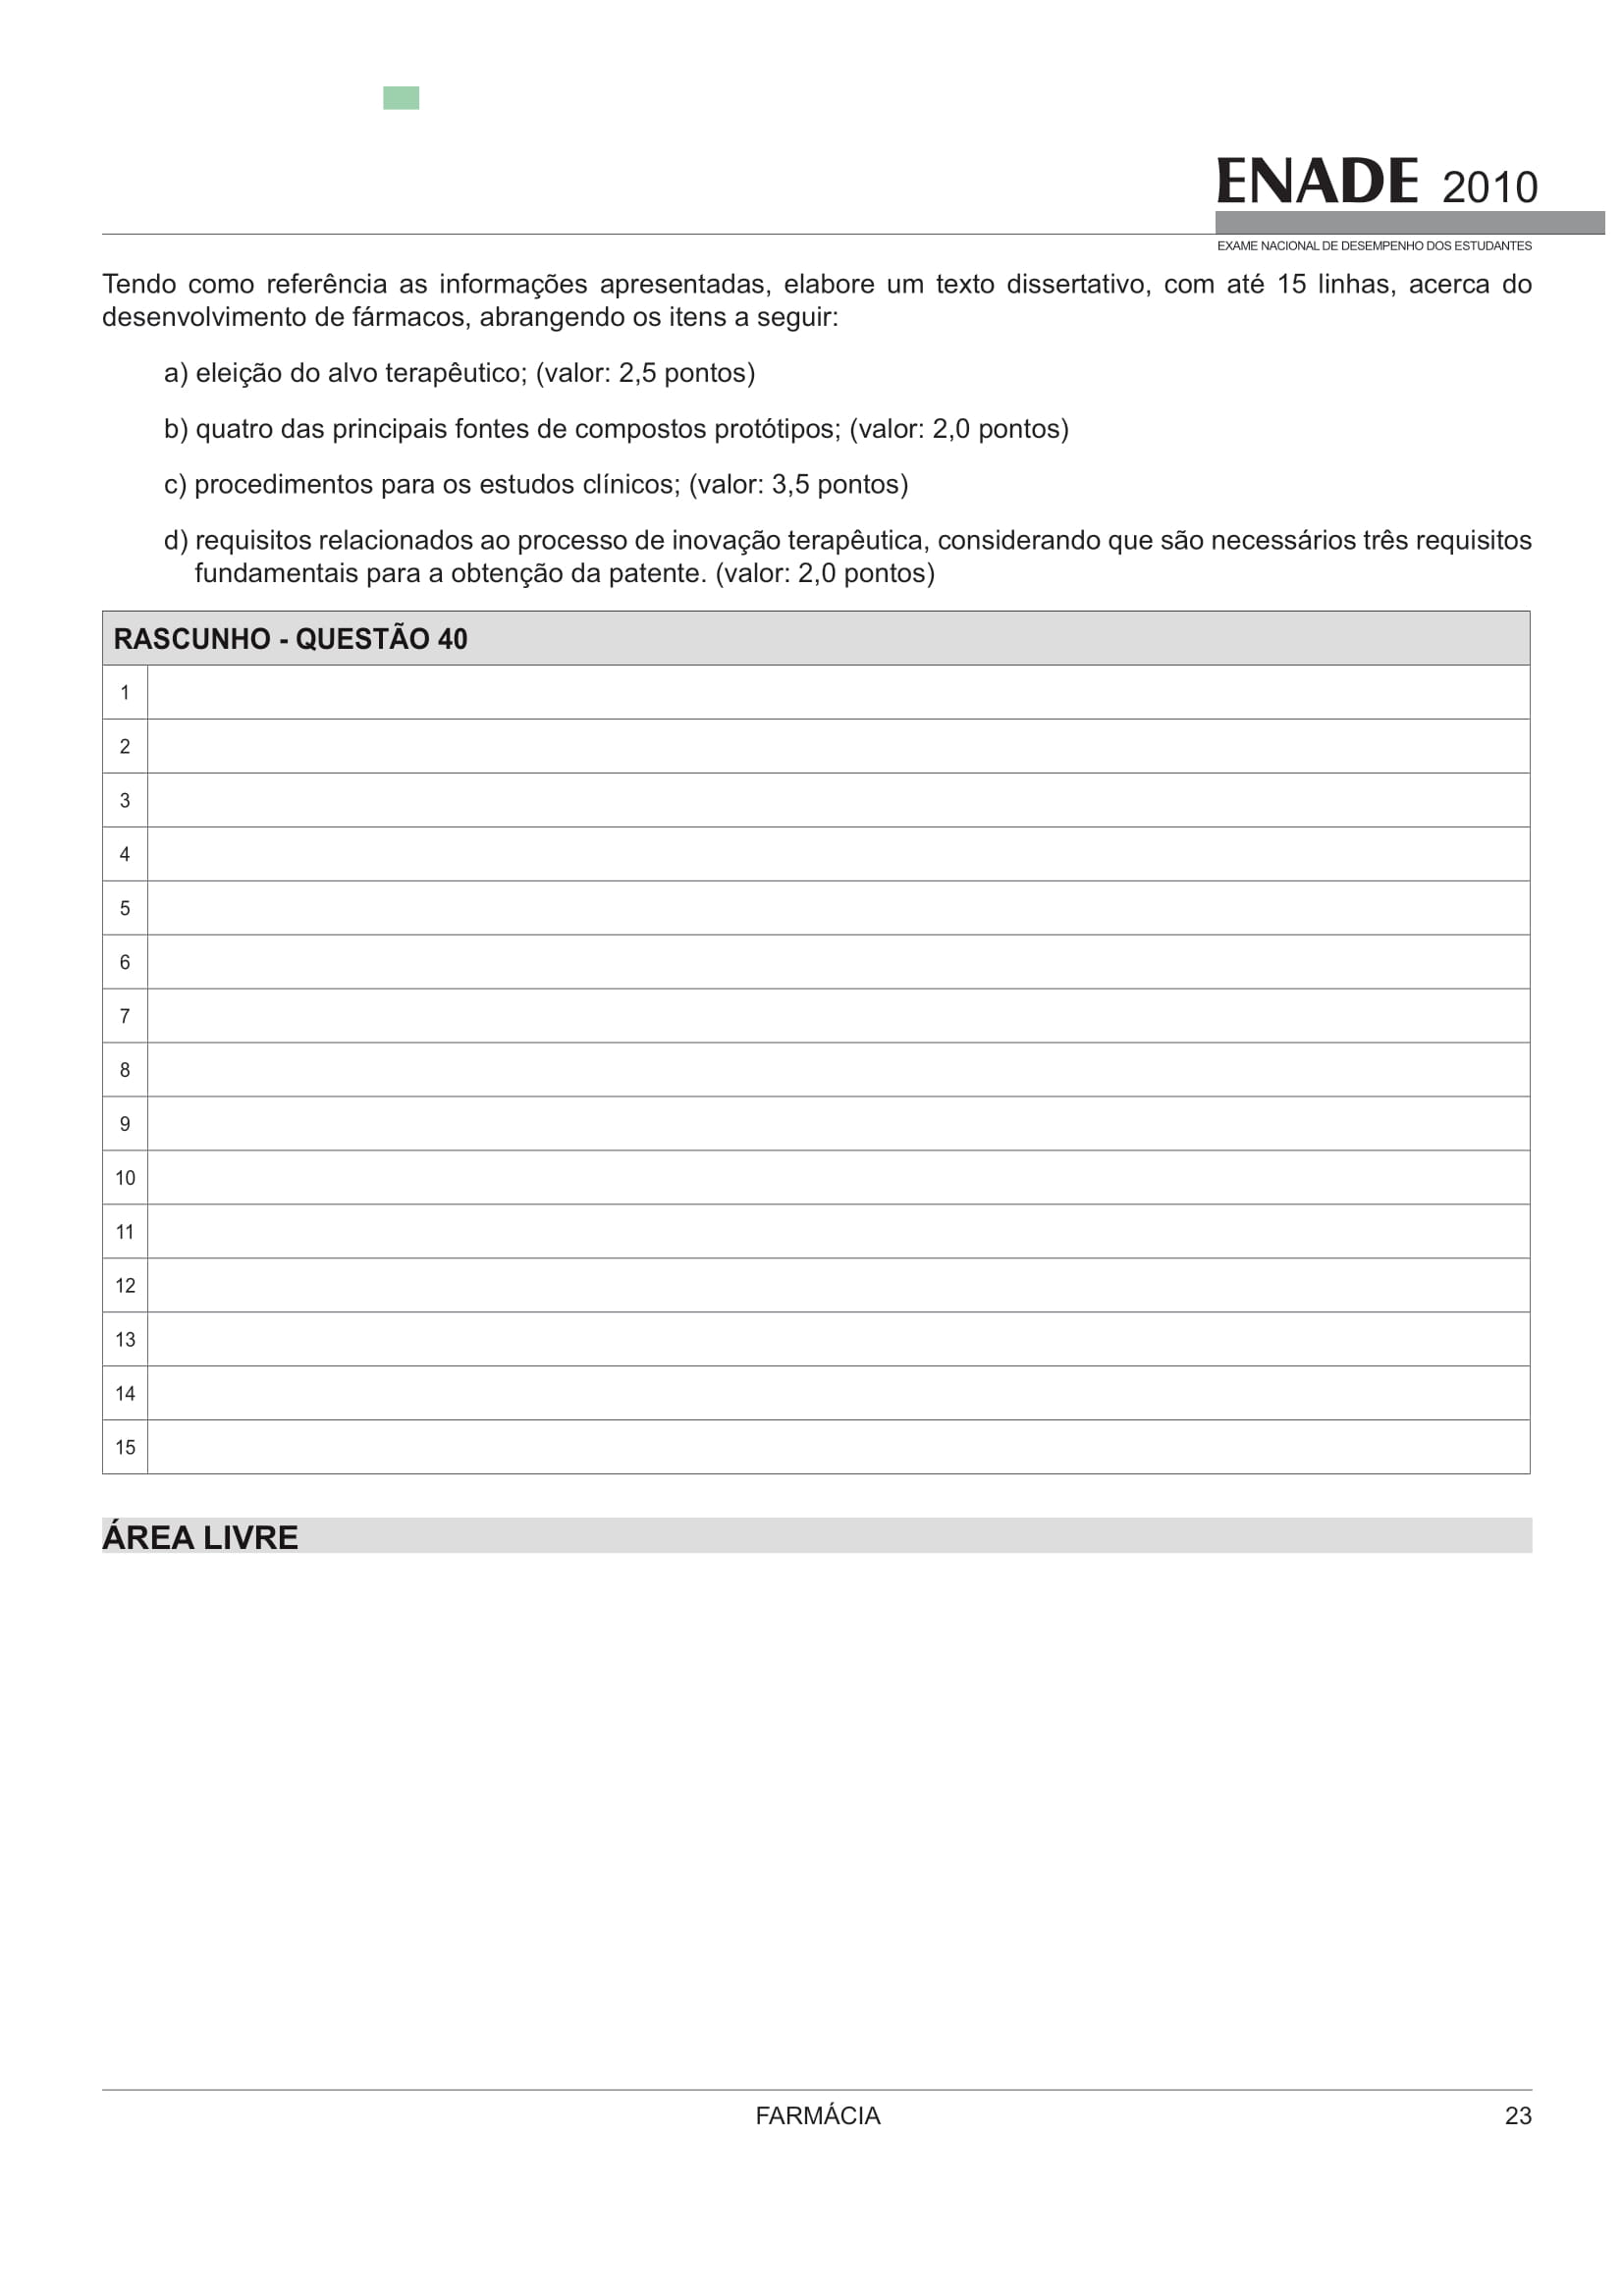 ENADE 2010
EXAME NACIONAL DE DESEMPENHO DOS ESTUDANTES
Tendo como referência as informações apresentadas, elabore um texto dissertativo, com até 15 linhas, acerca do
desenvolvimento de fármacos, abrangendo os itens a seguir:
a) eleição do alvo terapêutico; (valor: 2,5 pontos)
b) quatro das principais fontes de compostos protótipos; (valor: 2,0 pontos)
c) procedimentos para os estudos clínicos; (valor: 3,5 pontos)
d) requisitos relacionados ao processo de inovação terapêutica, considerando que são necessários três requisitos
fundamentais para a obtenção da patente. (valor: 2,0 pontos)
RASCUNHO - QUESTÃO 40
1
2
3
4
5
6
7
8
9
10
11
12
13
14
15
ÁREA LIVRE
FARMÁCIA
23